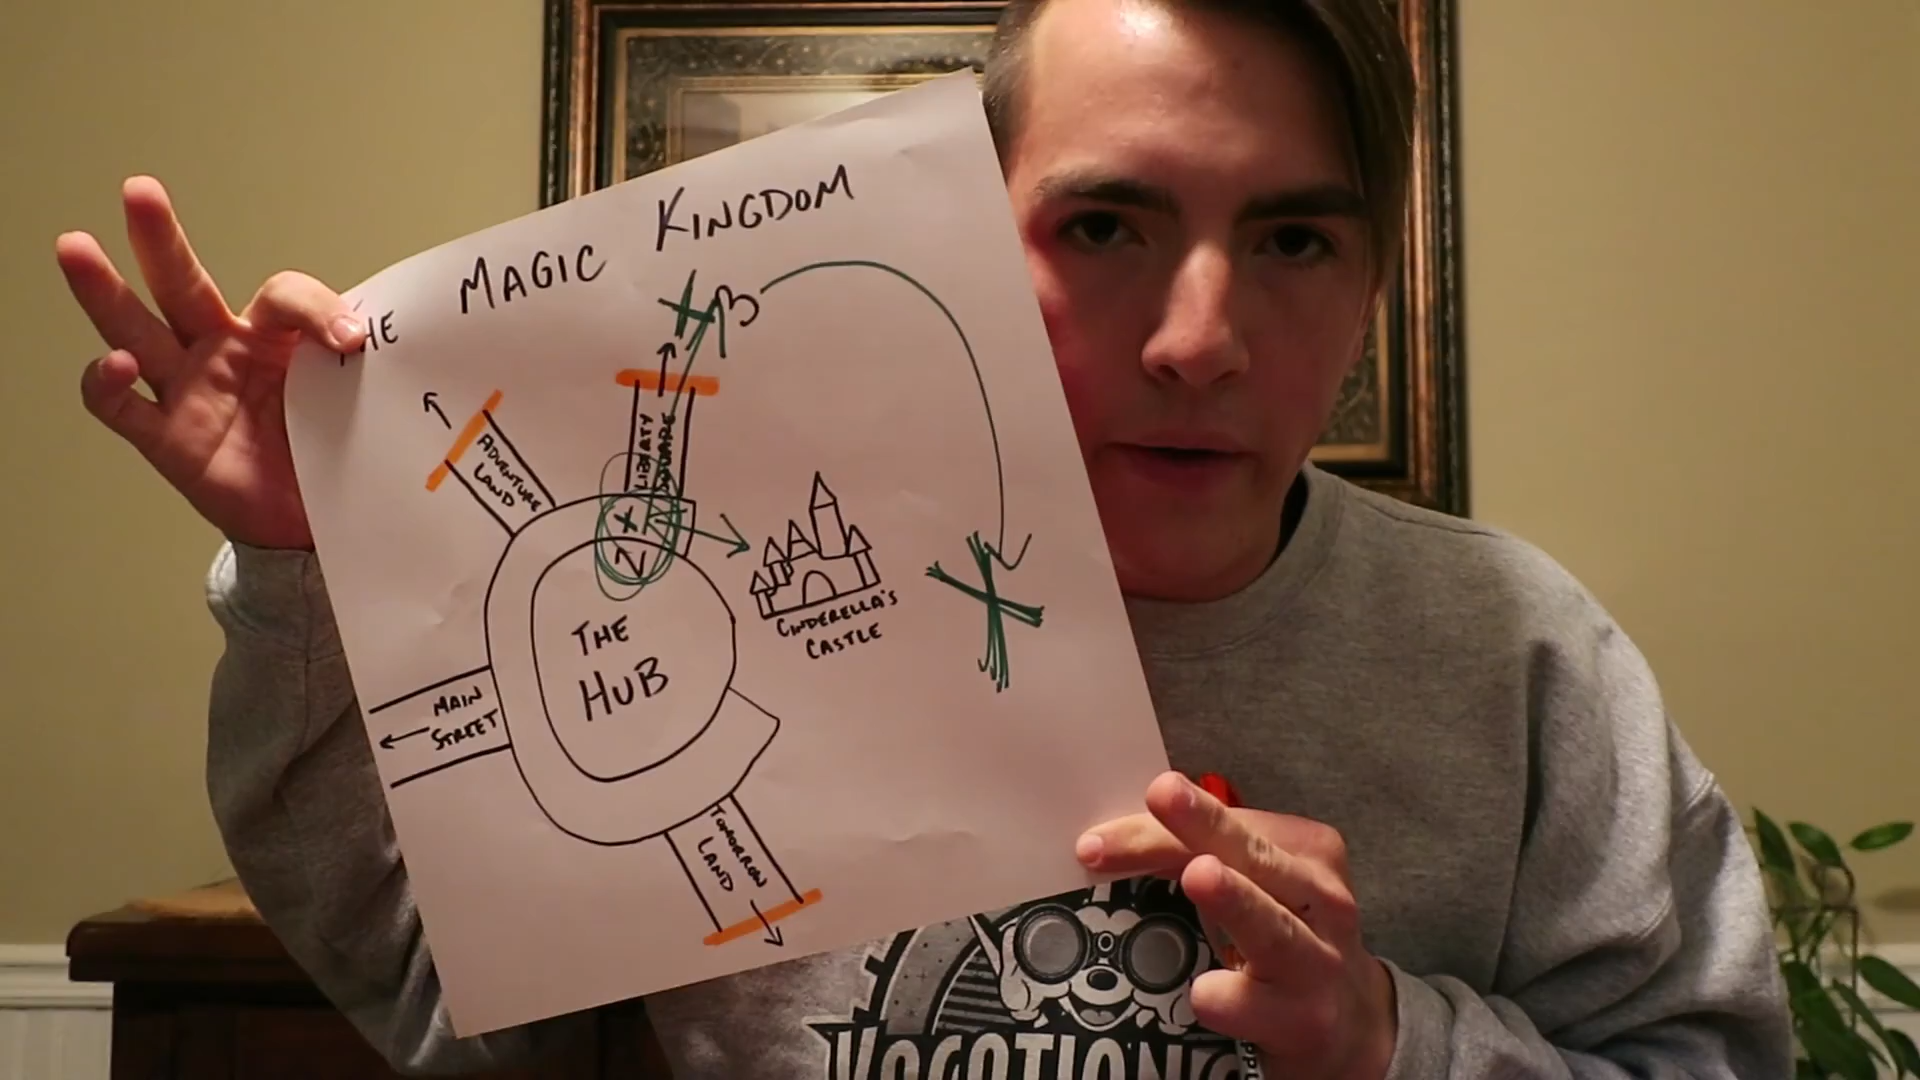 THE MAGIC KINGDOM
B
LIBERTY
SQUARE
ADVENTURE
LAND
X
THE
HUB
CINDERELLA'S
CASTLE
MAIN
STREET
TOMORROW
LAND
VACATION